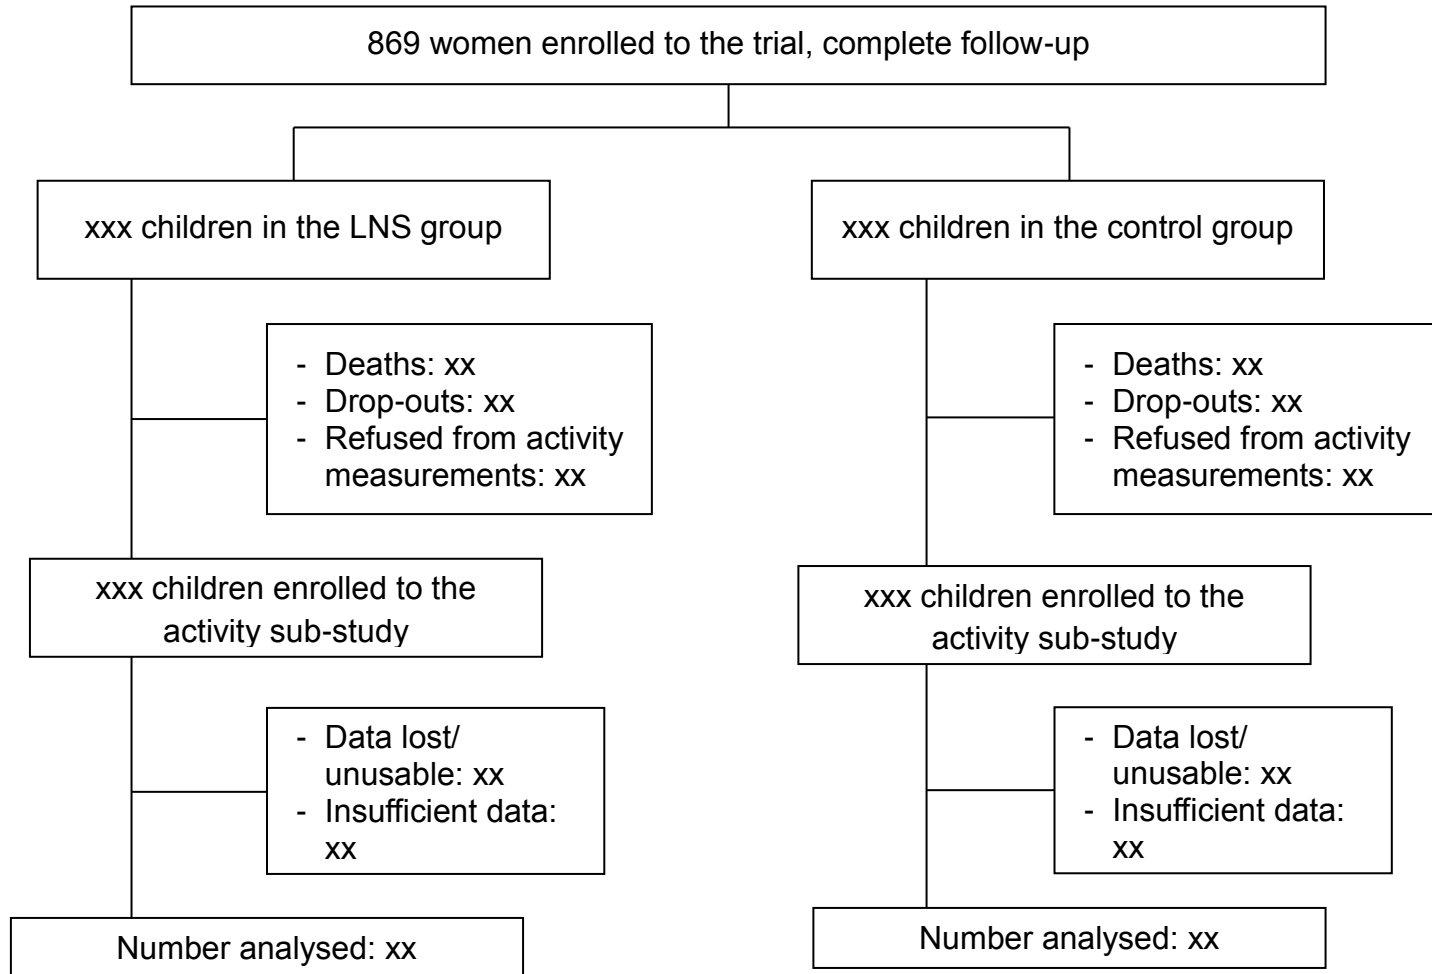 869 women enrolled to the trial, complete follow-up
xxx children in the LNS group
xxx children in the control group
- Deaths: xx
- Drop-outs: xx
- Refused from activity
measurements: xx
- Deaths: xx
- Drop-outs: xx
- Refused from activity
measurements: xx
xxx children enrolled to the
activity sub-study
xxx children enrolled to the
activity sub-study
- Data lost/
unusable: xx
- Insufficient data:
xx
- Data lost/
unusable: xx
- Insufficient data:
xx
Number analysed: xx
Number analysed: xx